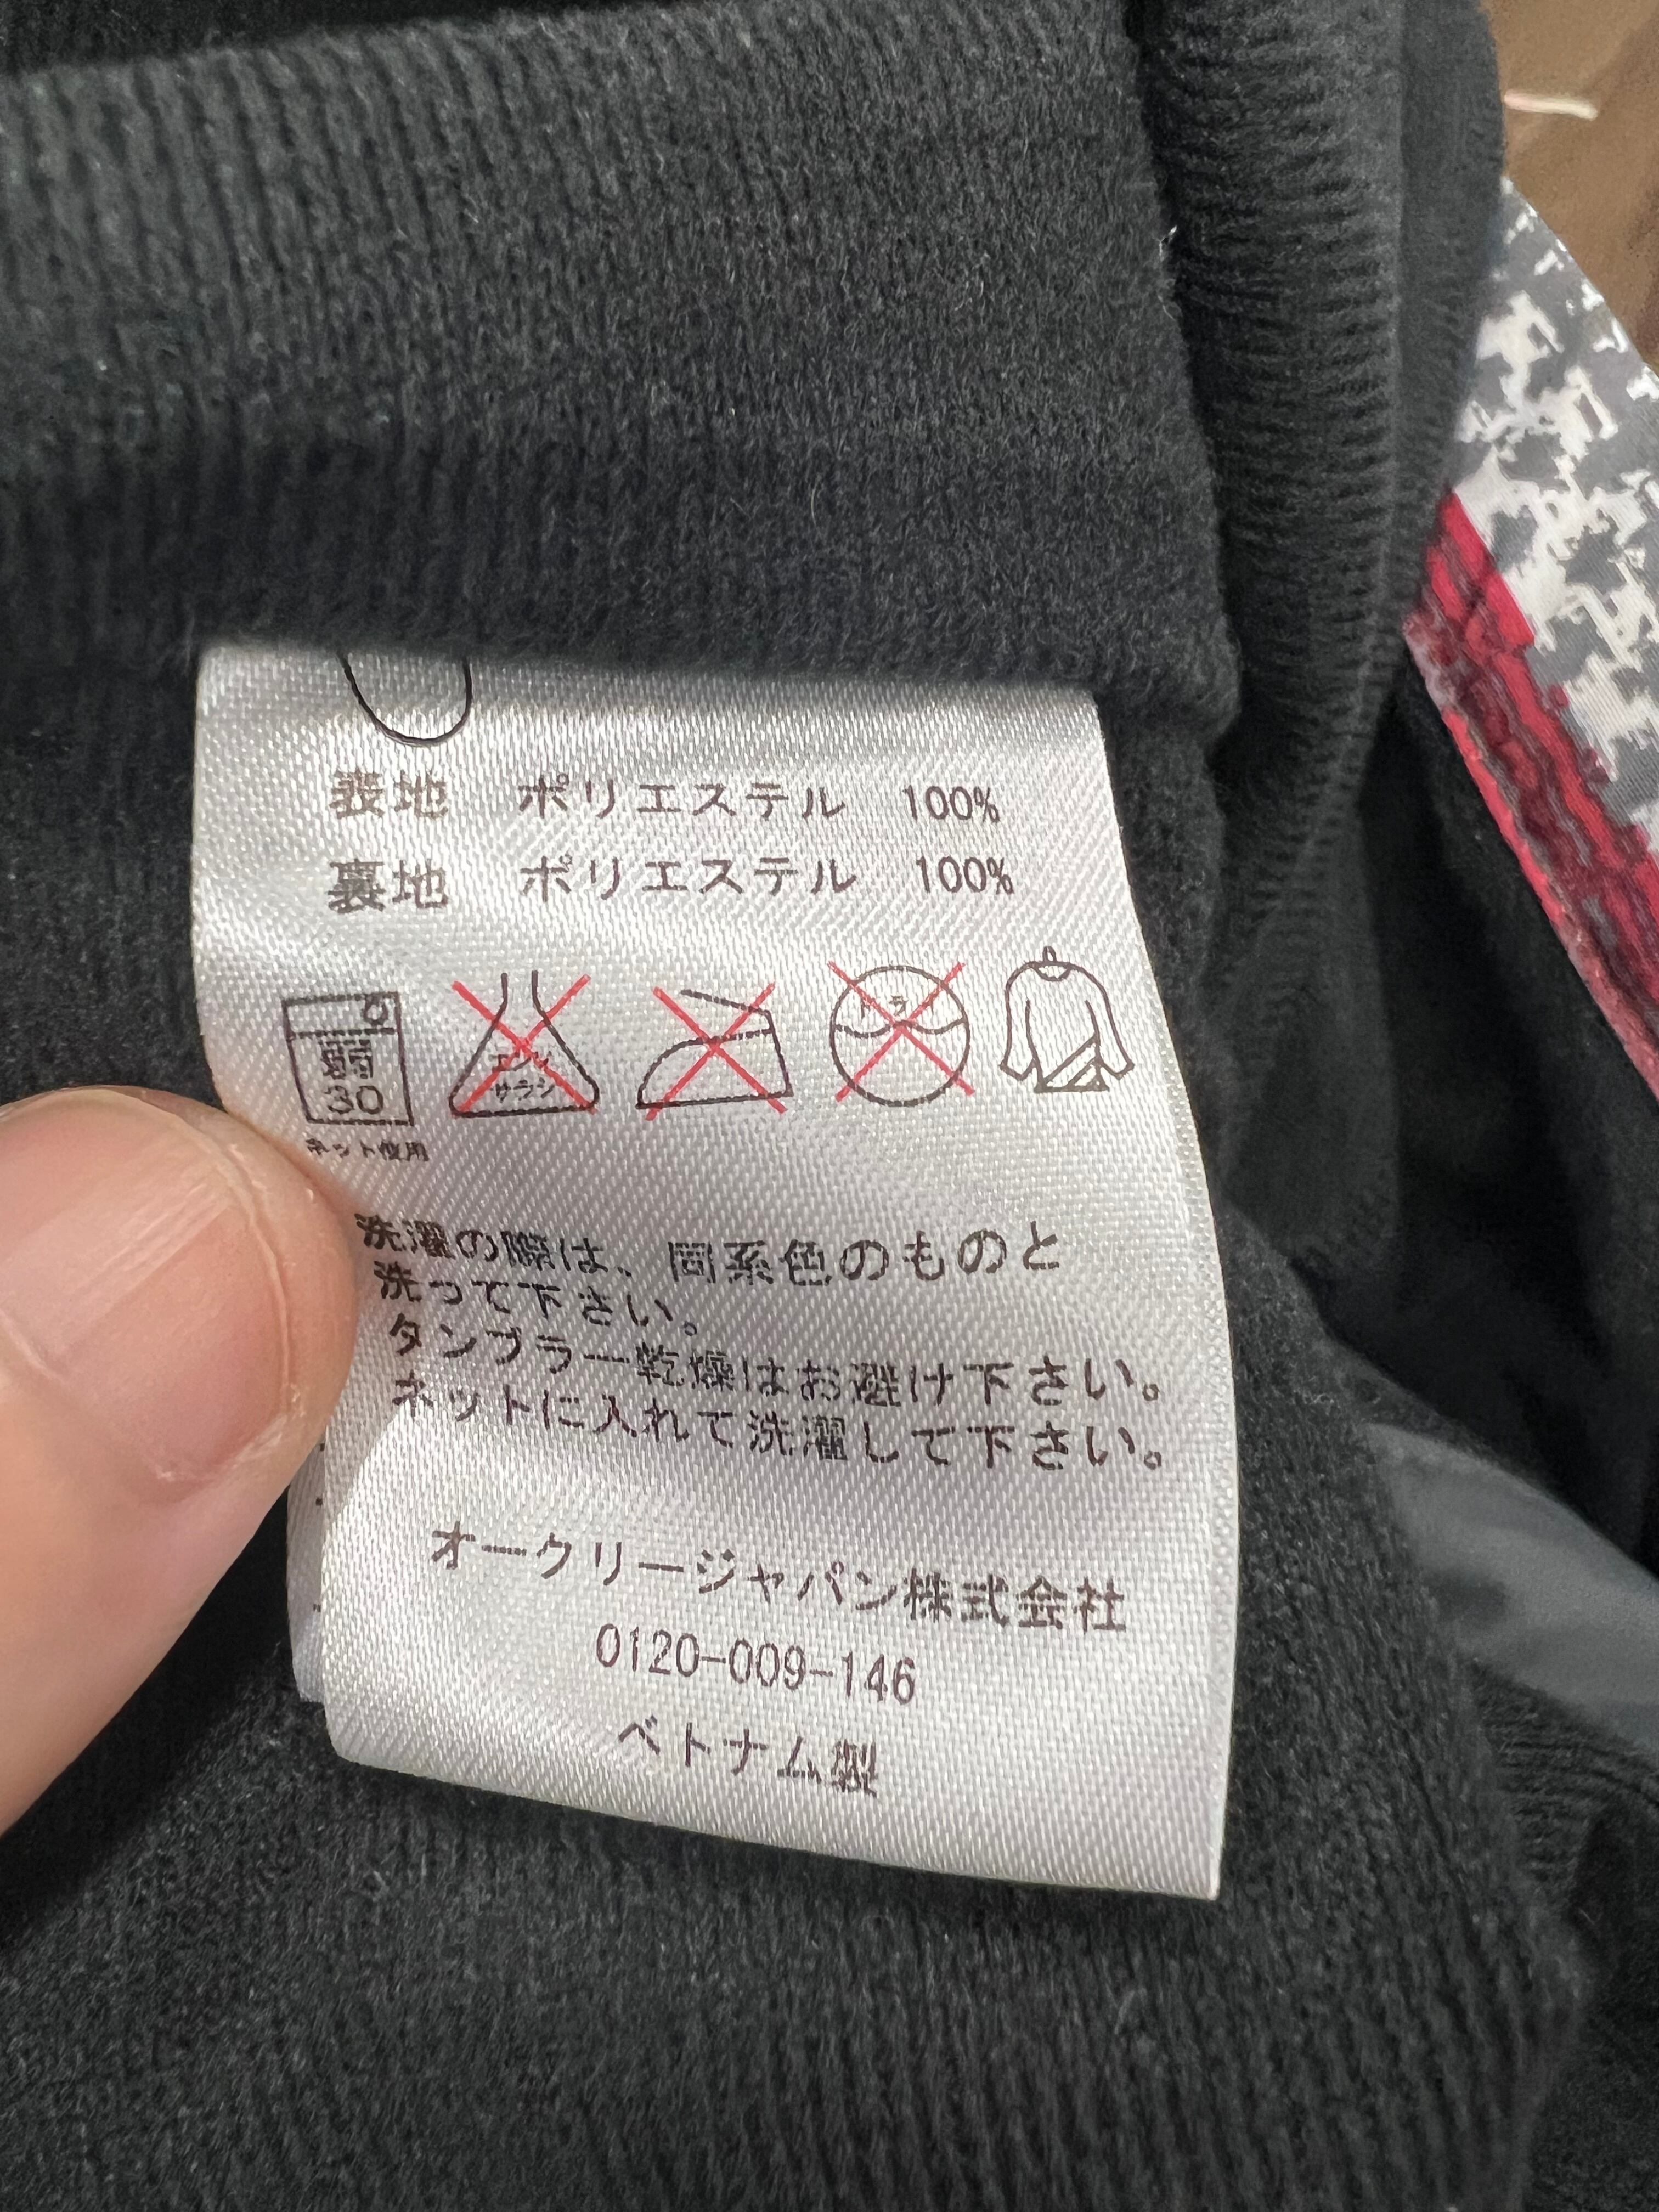 表地 ポリエステル 100%
裏地 ポリエステル 100%
弱
30
エンソ
サラシ
ドライ
ネット使用
洗濯の際は、同系色のものと
洗って下さい。
タンブラー乾燥はお避け下さい。
ネットに入れて洗濯して下さい。
オークリージャパン株式会社
0120-009-146
ベトナム製